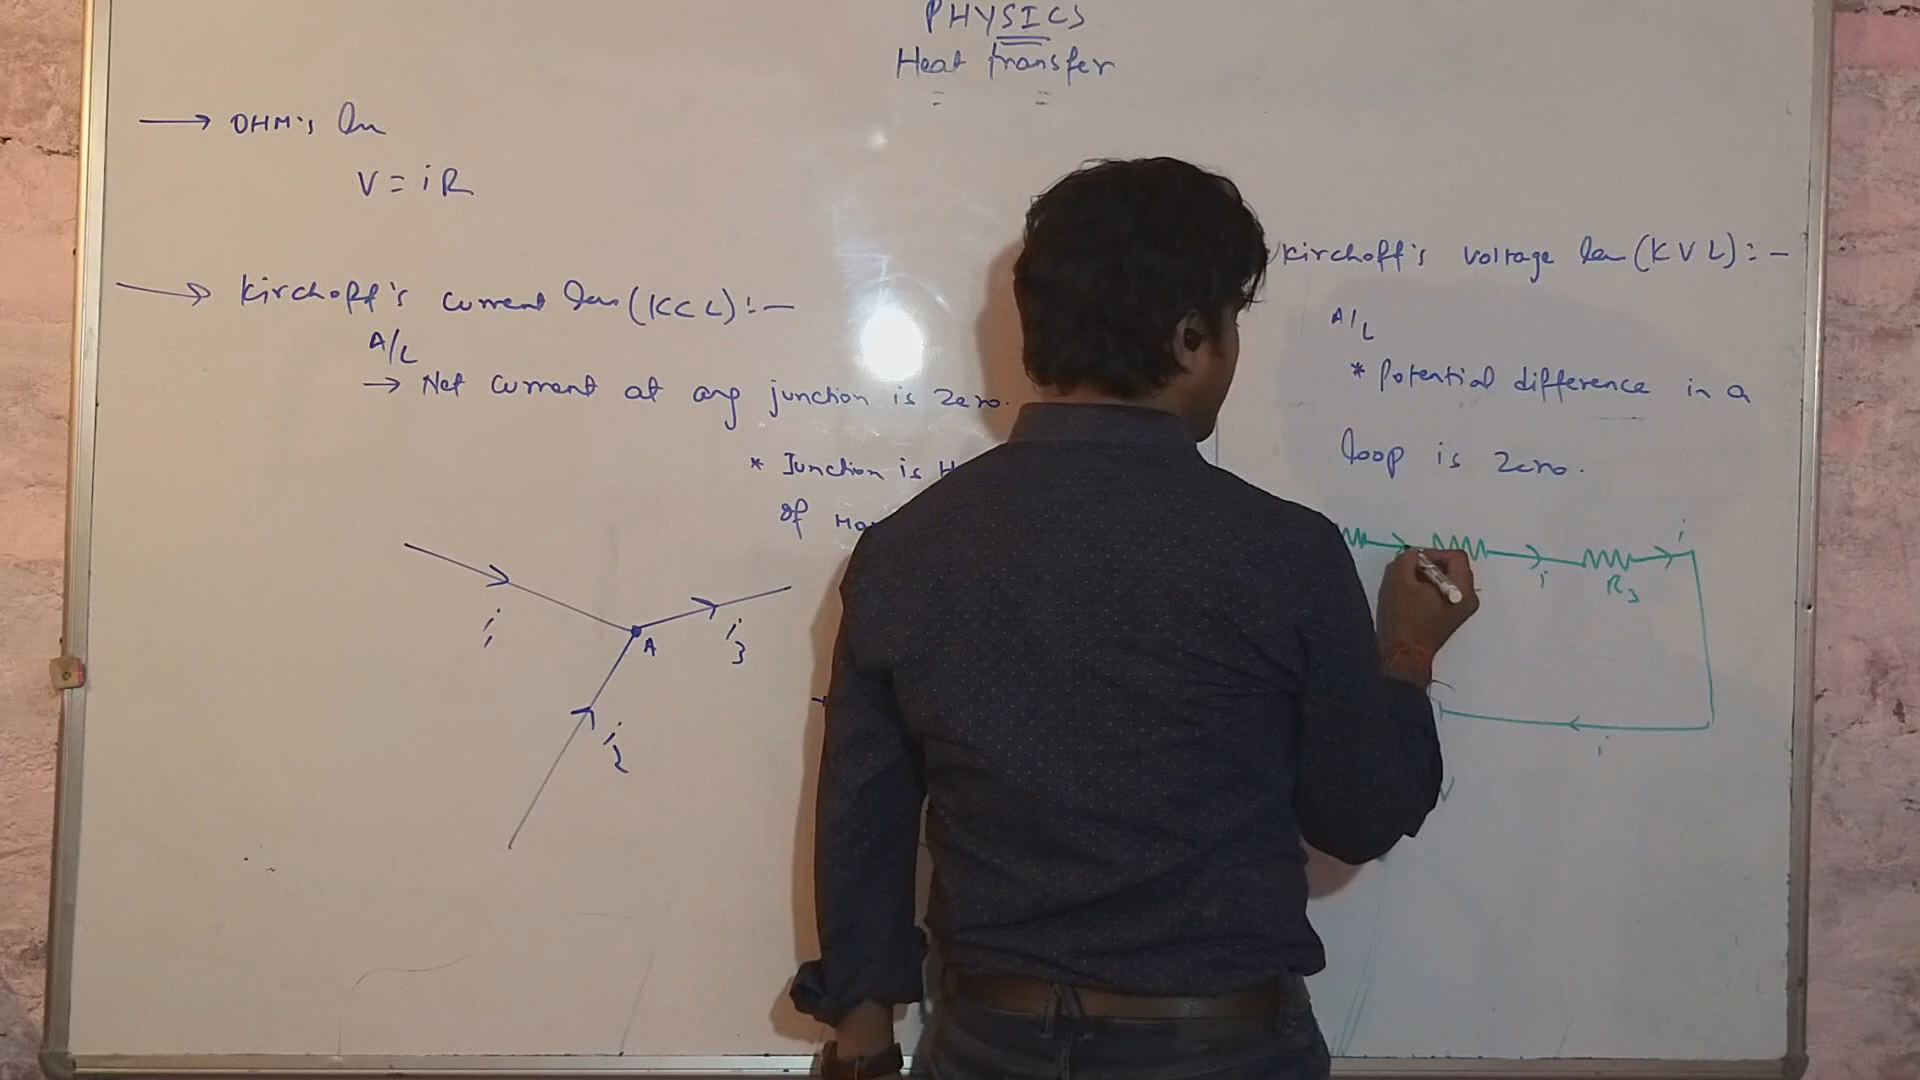 PHYSICS
Heat transfer
→ OHM's law
V = iR
→ Kirchoff's current law (KCL) :-
A/L
→ Net current at any junction is zero.
* Junction is
of
i1
A
i3
i2
Kirchoff's voltage law (KVL) :-
A/L
* Potential difference in a
loop is zero.
i
i
R3
i
V